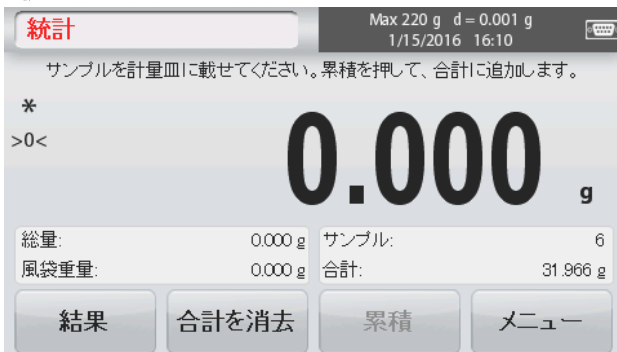 統計
Max 220 g d = 0.001 g
1/15/2016 16:10
サンプルを計量皿に載せてください。累積を押して、合計に追加します。
*
>0<
0.000 g
総量: 0.000 g サンプル: 6
風袋重量: 0.000 g 合計: 31.966 g
結果 合計を消去 累積 メニュー